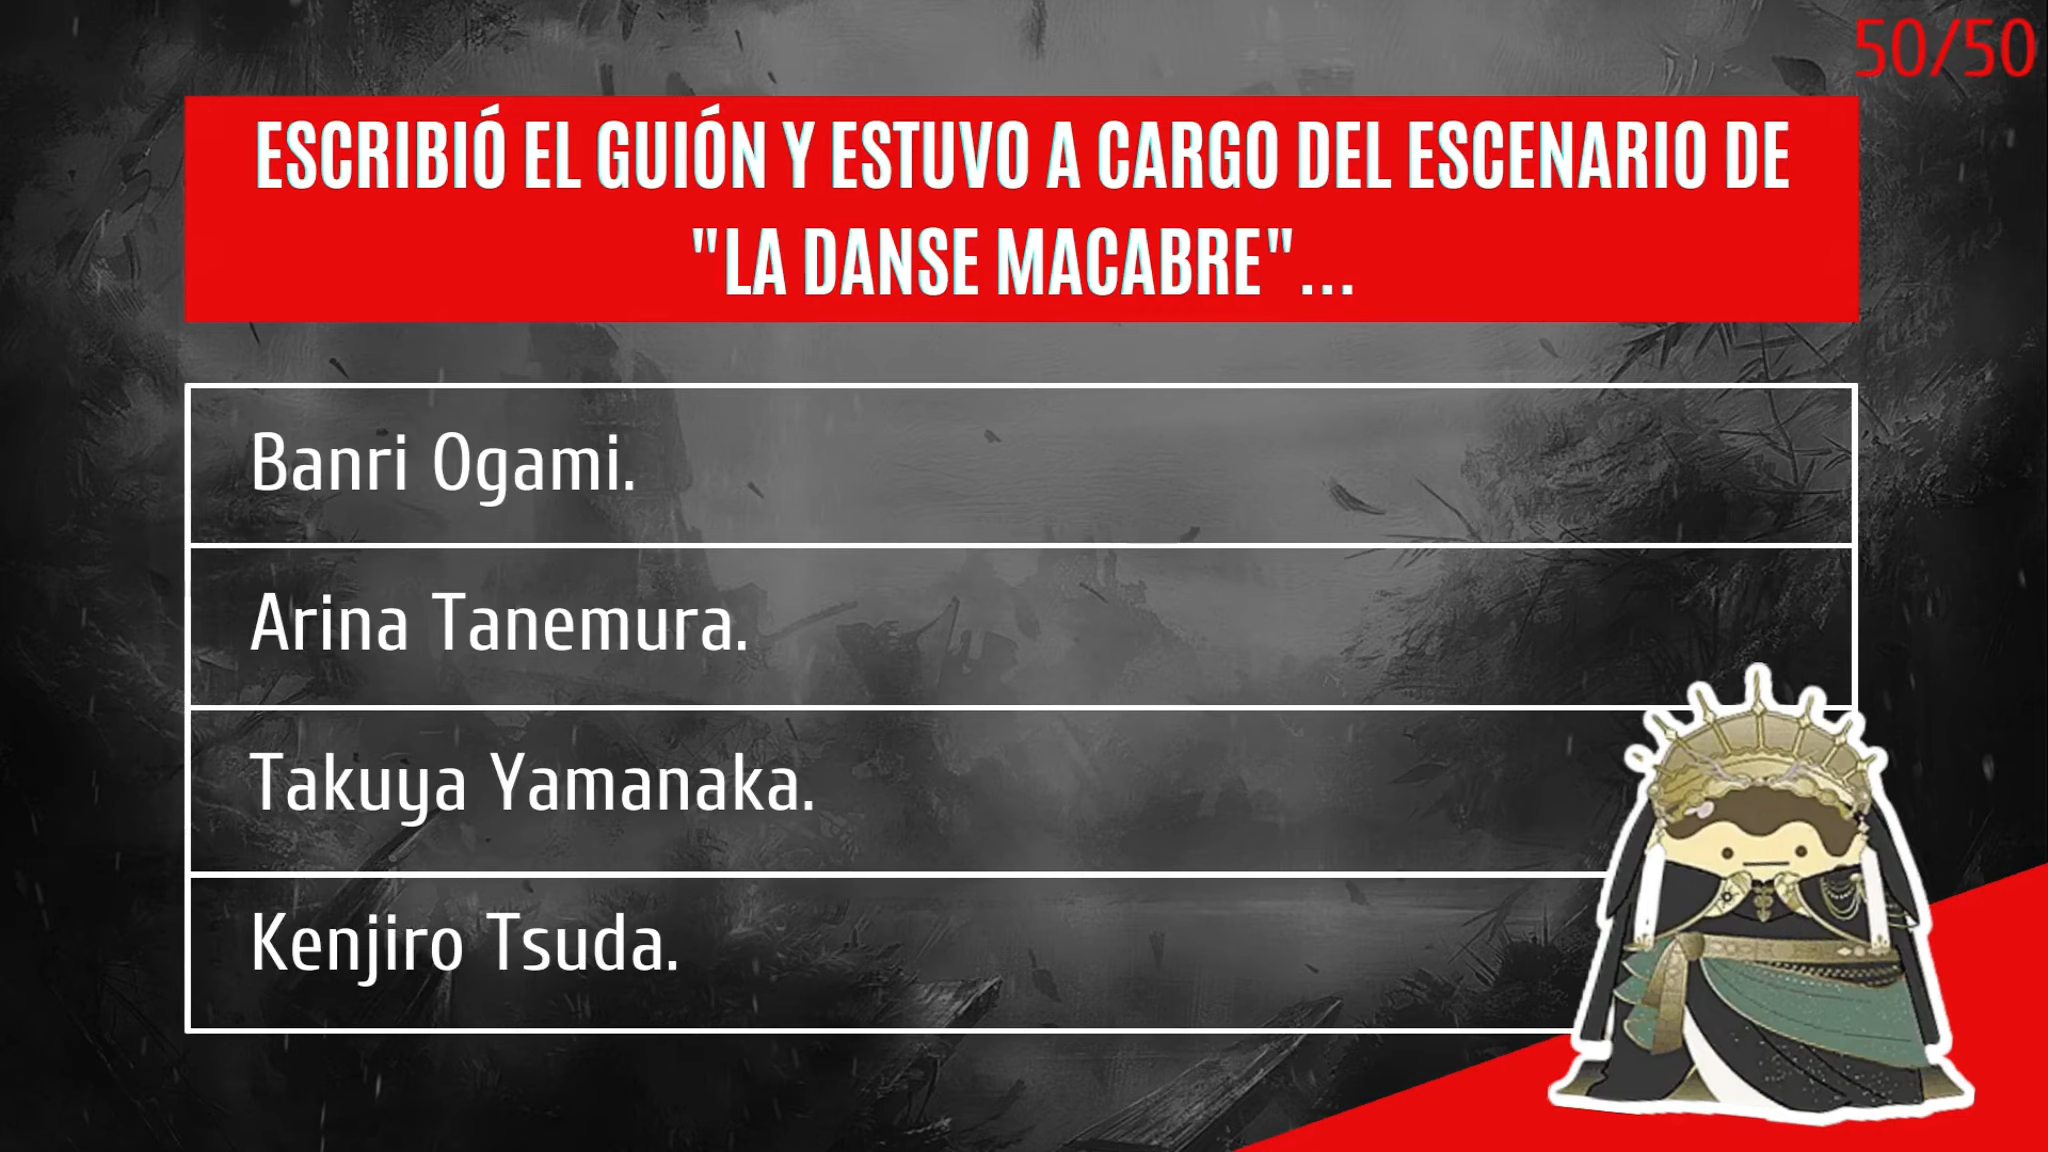 50/50
ESCRIBIÓ EL GUIÓN Y ESTUVO A CARGO DEL ESCENARIO DE
"LA DANSE MACABRE"...
Banri Ogami.
Arina Tanemura.
Takuya Yamanaka.
Kenjiro Tsuda.